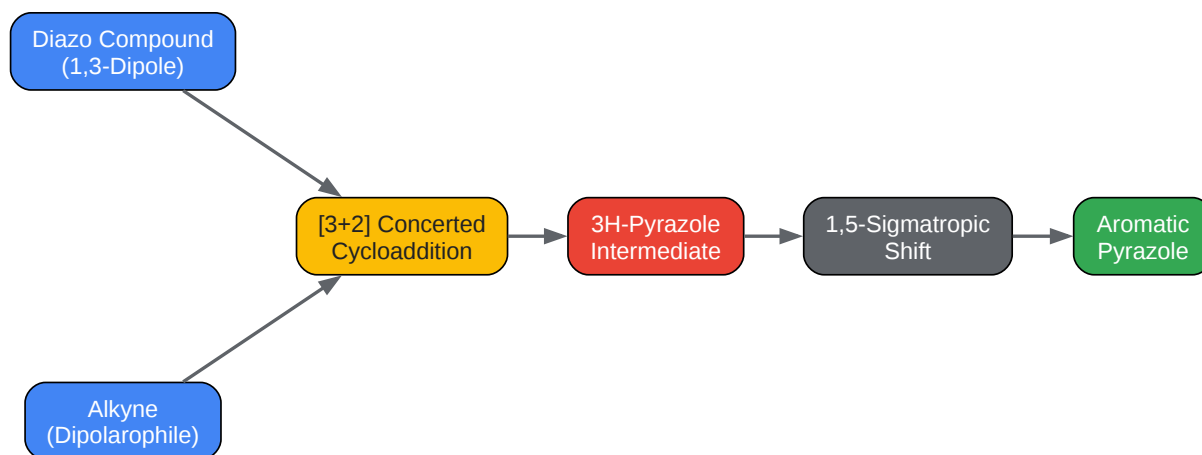 Diazo Compound
(1,3-Dipole)
[3+2] Concerted
Cycloaddition
3H-Pyrazole
Intermediate
1,5-Sigmatropic
Shift
Aromatic
Pyrazole
Alkyne
(Dipolarophile)